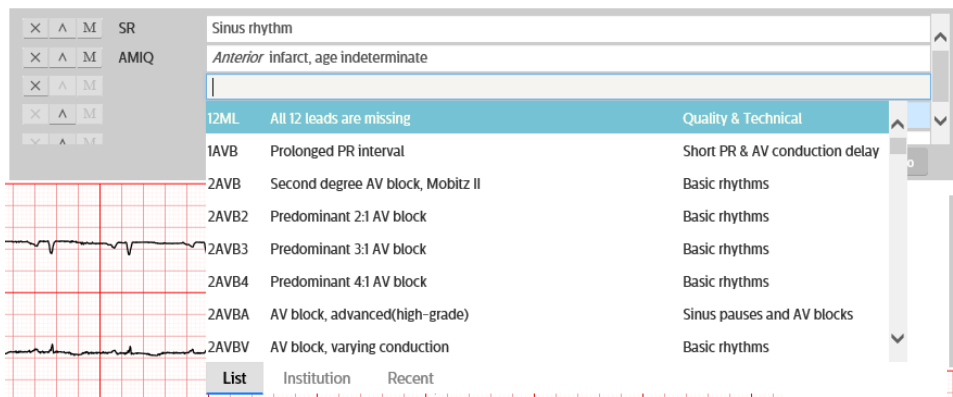 X ^ M SR Sinus rhythm
X ^ M AMIQ Anterior infarct, age indeterminate
X ^ M
X ^ M
X ^ M
12ML All 12 leads are missing Quality & Technical
1AVB Prolonged PR interval Short PR & AV conduction delay
2AVB Second degree AV block, Mobitz II Basic rhythms
2AVB2 Predominant 2:1 AV block Basic rhythms
2AVB3 Predominant 3:1 AV block Basic rhythms
2AVB4 Predominant 4:1 AV block Basic rhythms
2AVBA AV block, advanced(high-grade) Sinus pauses and AV blocks
2AVBV AV block, varying conduction Basic rhythms
List Institution Recent